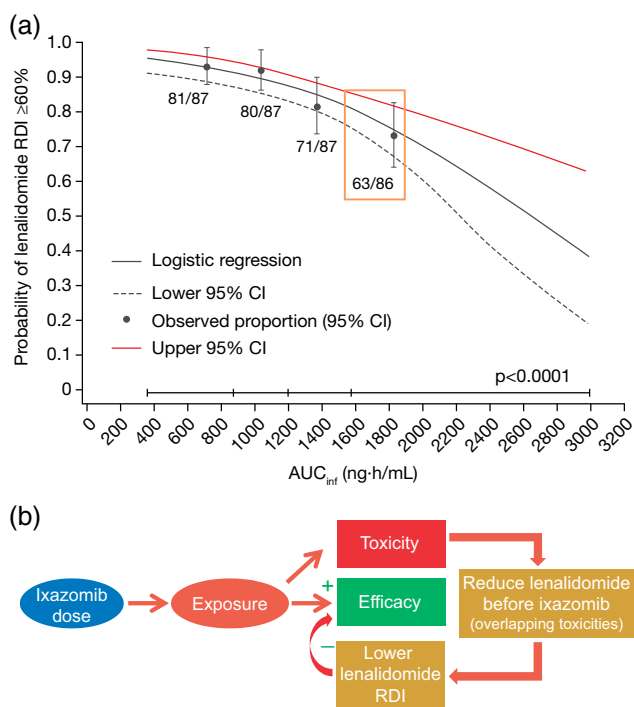 (a)
Probability of lenalidomide RDI ≥60%
1.0
0.9
0.8
0.7
0.6
0.5
0.4
0.3
0.2
0.1
0
81/87
80/87
71/87
63/86
Logistic regression
Lower 95% CI
Observed proportion (95% CI)
Upper 95% CI
p<0.0001
0 200 400 600 800 1000 1200 1400 1600 1800 2000 2200 2400 2600 2800 3000 3200
AUCinf (ng·h/mL)
(b)
Ixazomib
dose
Exposure
Toxicity
+
Efficacy
−
Lower
lenalidomide
RDI
Reduce lenalidomide
before ixazomib
(overlapping toxicities)